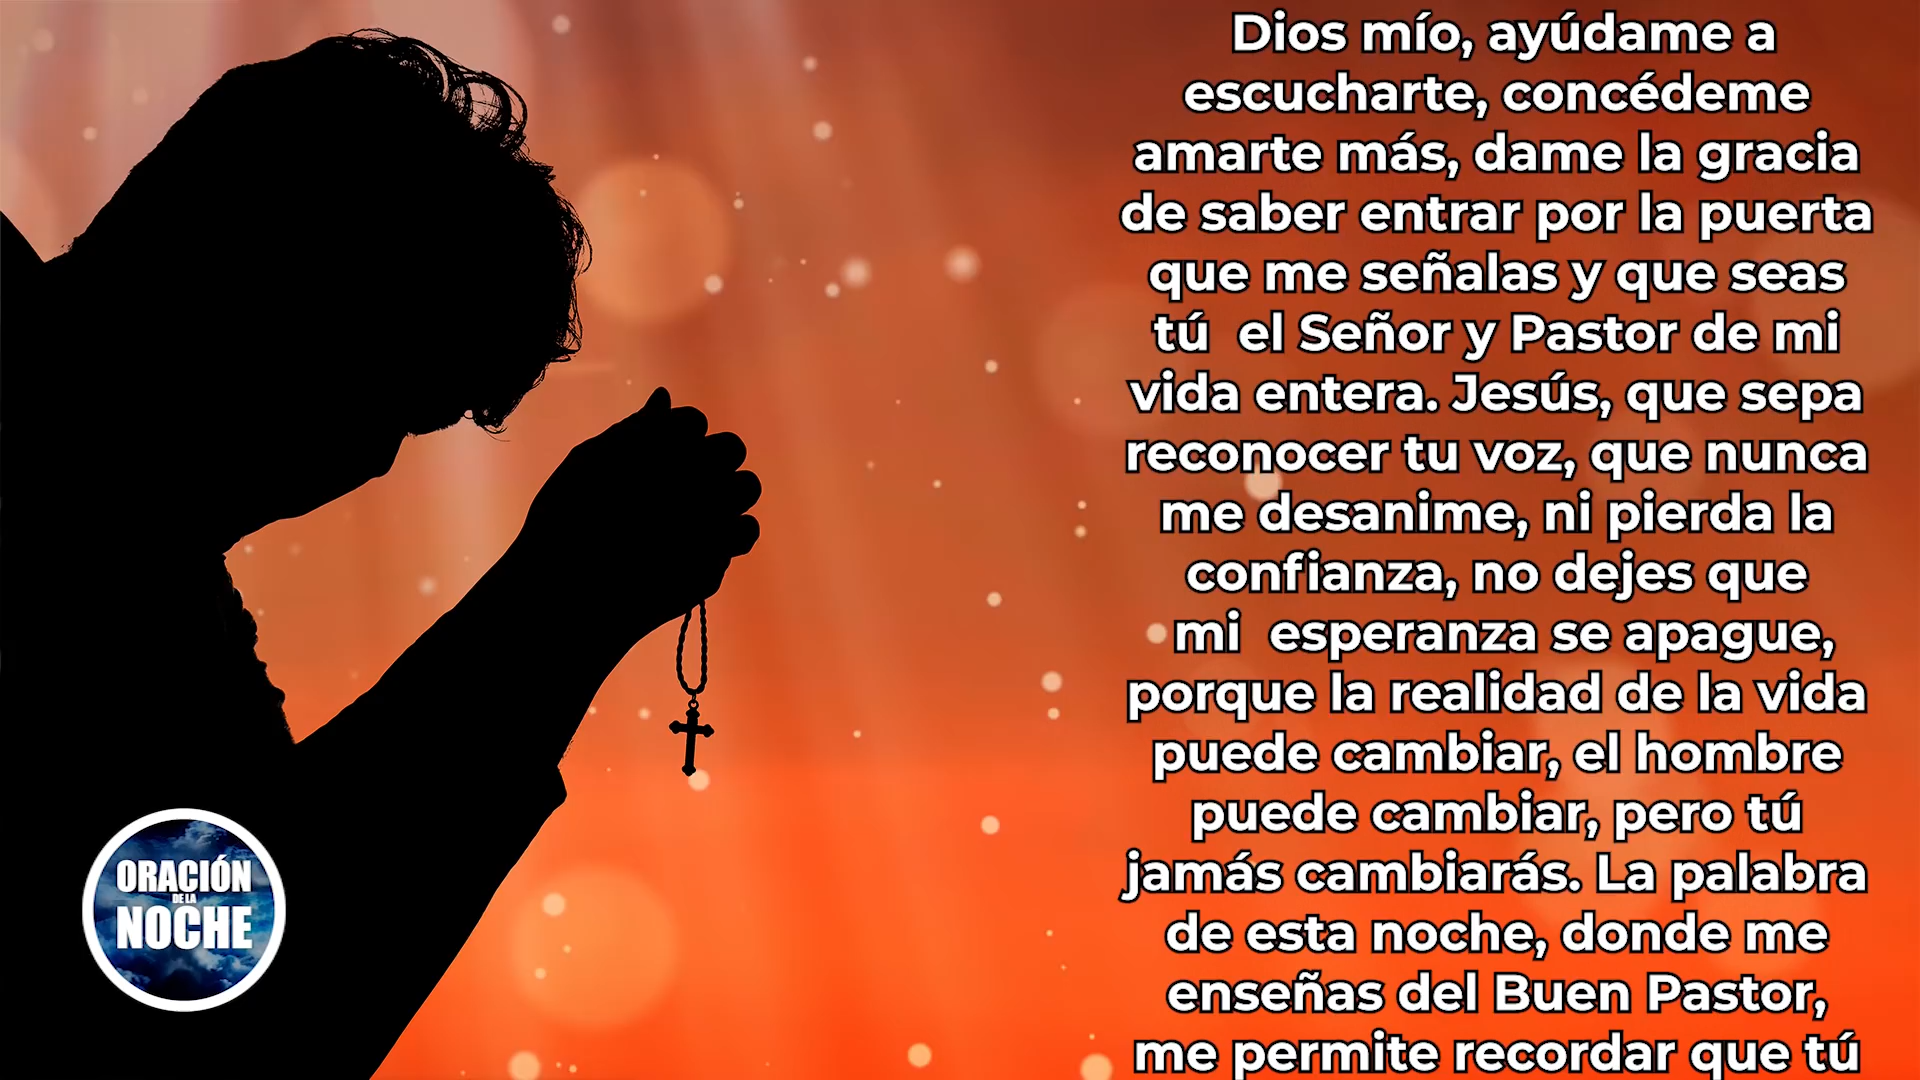 Dios mío, ayúdame a
escucharte, concédeme
amarte más, dame la gracia
de saber entrar por la puerta
que me señalas y que seas
tú  el Señor y Pastor de mi
vida entera. Jesús, que sepa
reconocer tu voz, que nunca
me desanime, ni pierda la
confianza, no dejes que
mi  esperanza se apague,
porque la realidad de la vida
puede cambiar, el hombre
puede cambiar, pero tú
jamás cambiarás. La palabra
de esta noche, donde me
enseñas del Buen Pastor,
me permite recordar que tú
ORACIÓN
DE LA
NOCHE